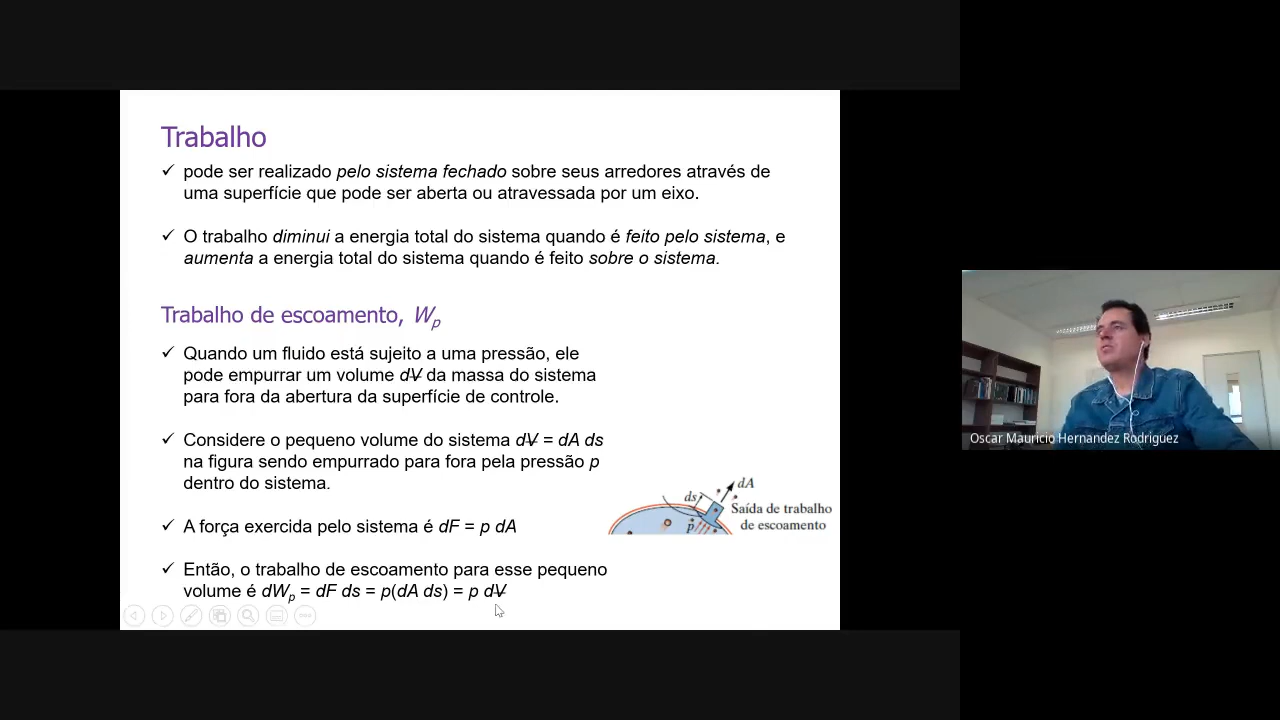 Trabalho
✓ pode ser realizado pelo sistema fechado sobre seus arredores através de
uma superfície que pode ser aberta ou atravessada por um eixo.
✓ O trabalho diminui a energia total do sistema quando é feito pelo sistema, e
aumenta a energia total do sistema quando é feito sobre o sistema.
Trabalho de escoamento, Wp
✓ Quando um fluido está sujeito a uma pressão, ele
pode empurrar um volume dV da massa do sistema
para fora da abertura da superfície de controle.
✓ Considere o pequeno volume do sistema dV = dA ds
na figura sendo empurrado para fora pela pressão p
dentro do sistema.
✓ A força exercida pelo sistema é dF = p dA
✓ Então, o trabalho de escoamento para esse pequeno
volume é dWp = dF ds = p(dA ds) = p dV
dA
ds
p
Saída de trabalho
de escoamento
Oscar Mauricio Hernandez Rodriguez